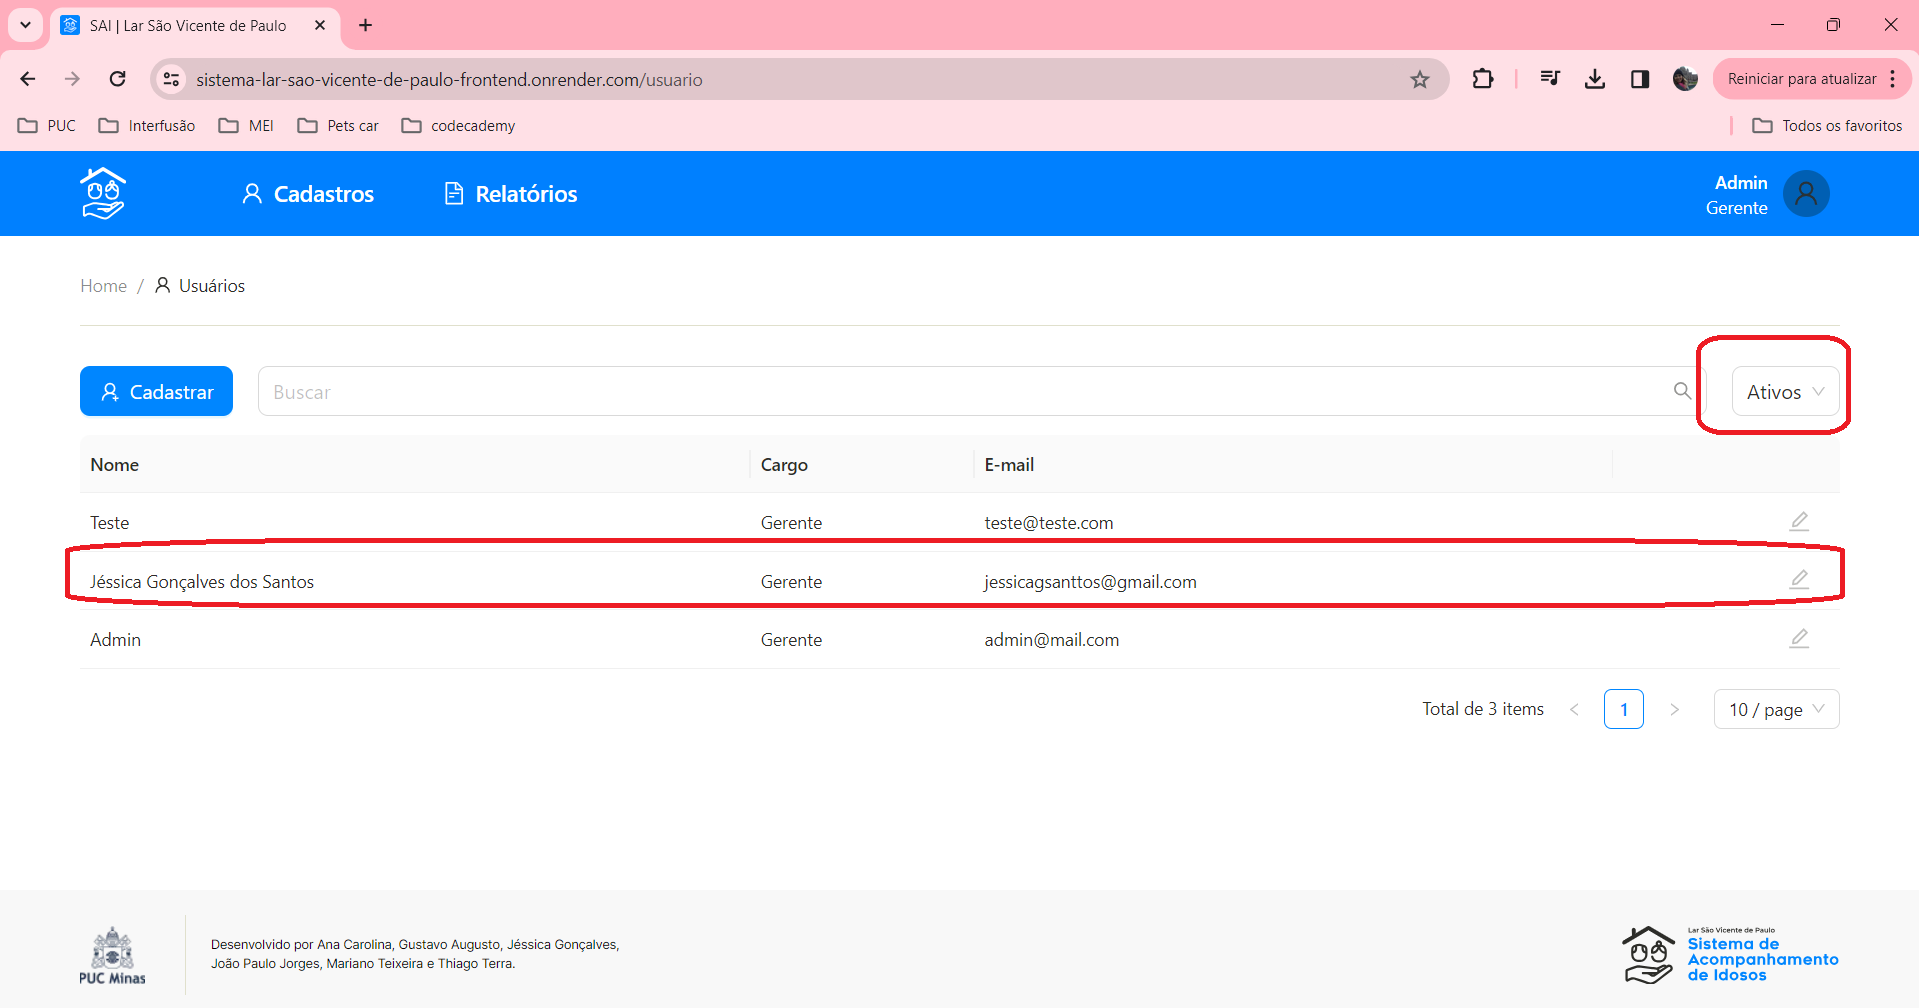 SAI | Lar São Vicente de Paulo
sistema-lar-sao-vicente-de-paulo-frontend.onrender.com/usuario
Reiniciar para atualizar
PUC Interfusão MEI Pets car codecademy Todos os favoritos
Cadastros Relatórios
Admin
Gerente
Home / Usuários
Cadastrar Buscar Ativos
Nome Cargo E-mail
Teste Gerente teste@teste.com
Jéssica Gonçalves dos Santos Gerente jessicagsanttos@gmail.com
Admin Gerente admin@mail.com
Total de 3 items < 1 > 10 / page
PUC Minas
Desenvolvido por Ana Carolina, Gustavo Augusto, Jéssica Gonçalves,
João Paulo Jorges, Mariano Teixeira e Thiago Terra.
Lar São Vicente de Paulo
Sistema de
Acompanhamento
de Idosos